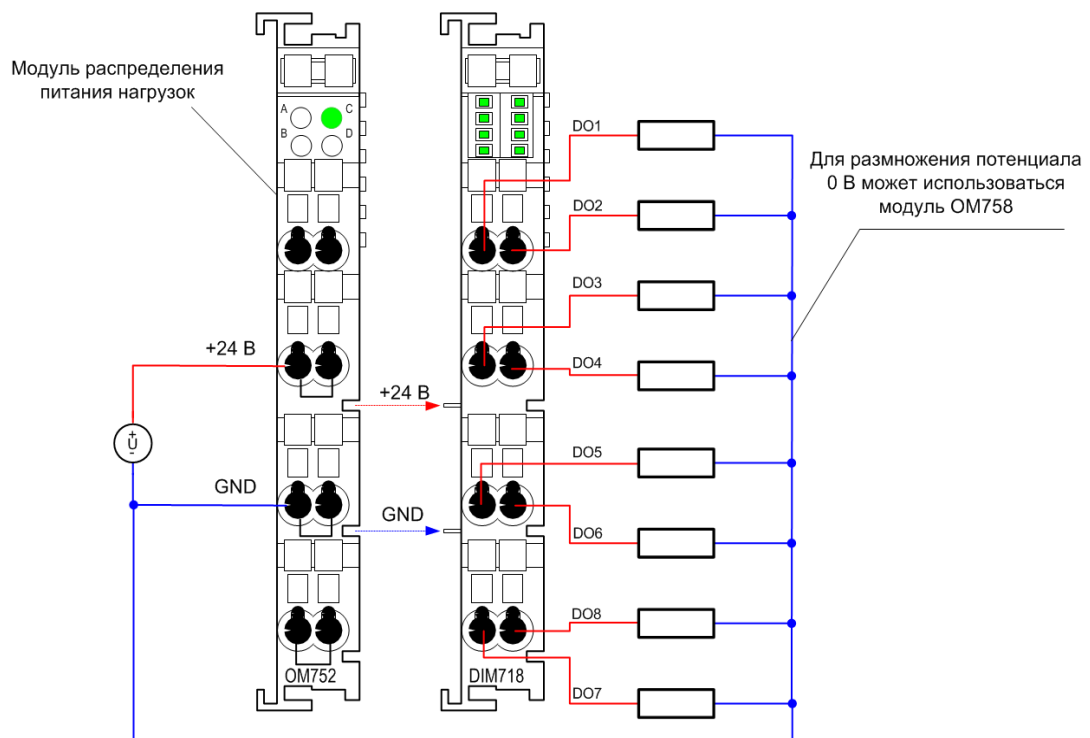 Модуль распределения
питания нагрузок
A
C
B
D
DO1
DO2
DO3
DO4
DO5
DO6
DO8
DO7
Для размножения потенциала
0 В может использоваться
модуль ОМ758
+24 В
+24 В
+
U
-
GND
GND
OM752
DIM718